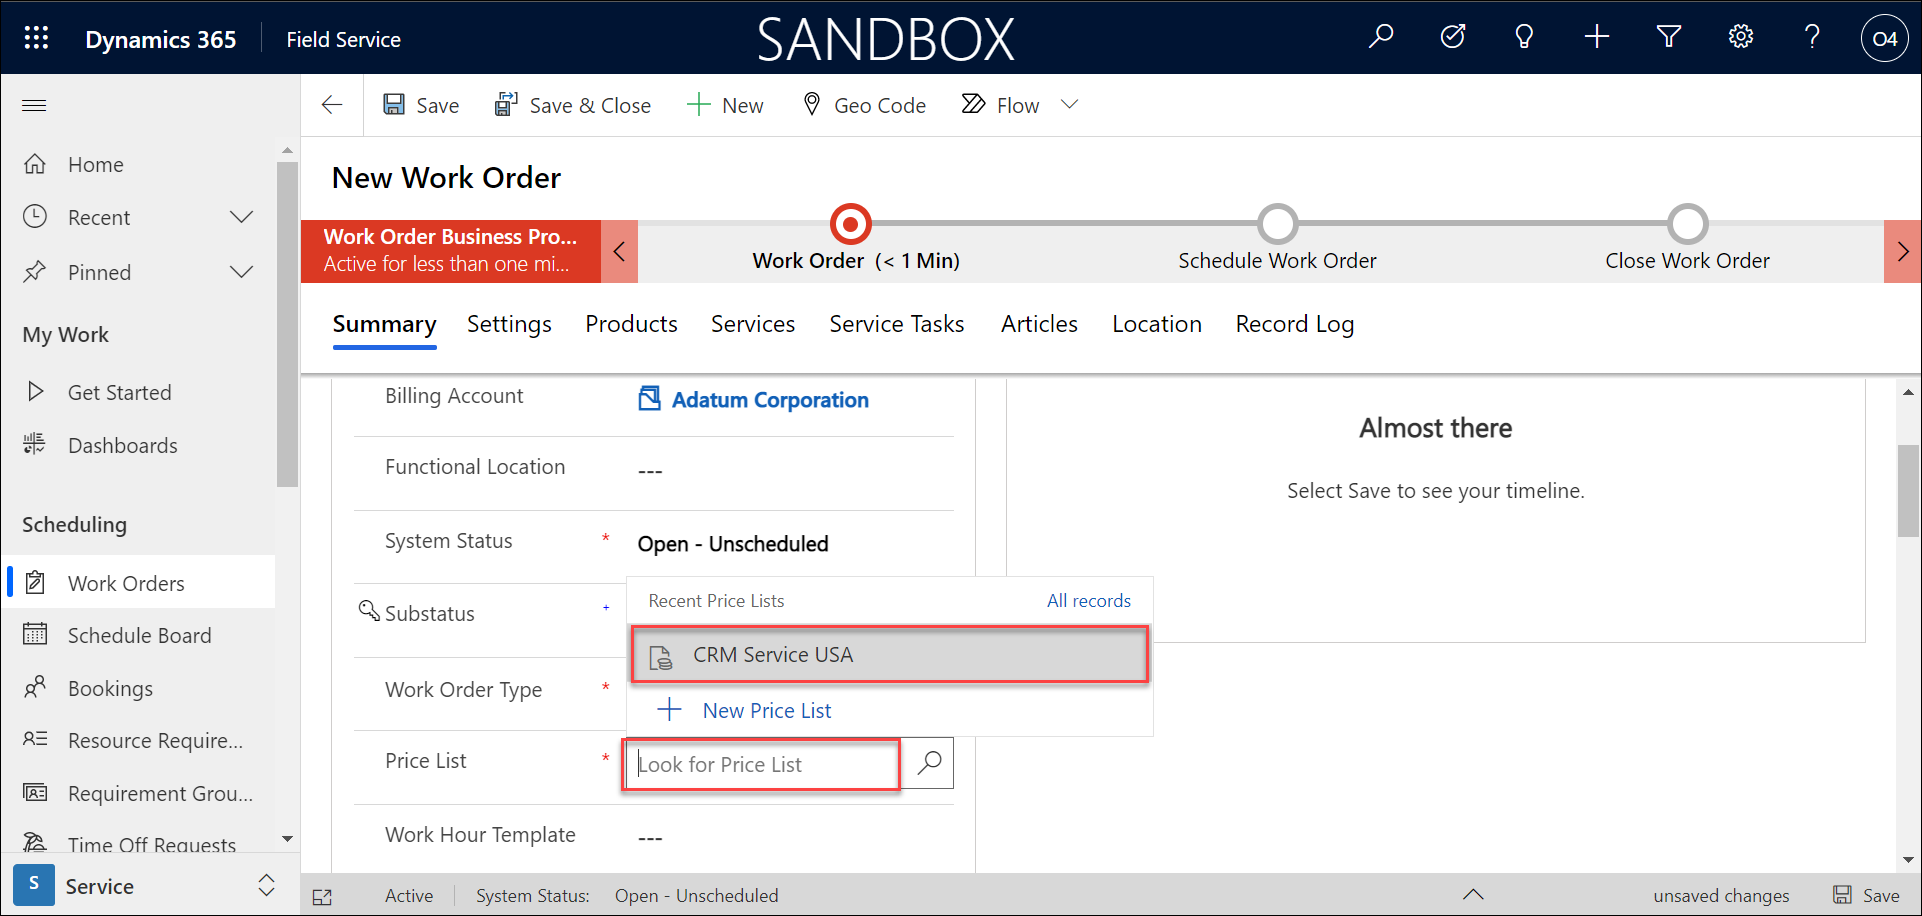 Dynamics 365
Field Service
SANDBOX
O4
Save
Save & Close
New
Geo Code
Flow
Home
Recent
Pinned
My Work
Get Started
Dashboards
Scheduling
Work Orders
Schedule Board
Bookings
Resource Require...
Requirement Grou...
Time Off Requests
S
Service
New Work Order
Work Order Business Pro...
Active for less than one mi...
Work Order (< 1 Min)
Schedule Work Order
Close Work Order
Summary
Settings
Products
Services
Service Tasks
Articles
Location
Record Log
Billing Account
Adatum Corporation
Functional Location
---
System Status *
Open - Unscheduled
Substatus +
Work Order Type *
Price List *
Recent Price Lists
All records
CRM Service USA
New Price List
Look for Price List
Work Hour Template
---
Almost there
Select Save to see your timeline.
Active
System Status:
Open - Unscheduled
unsaved changes
Save